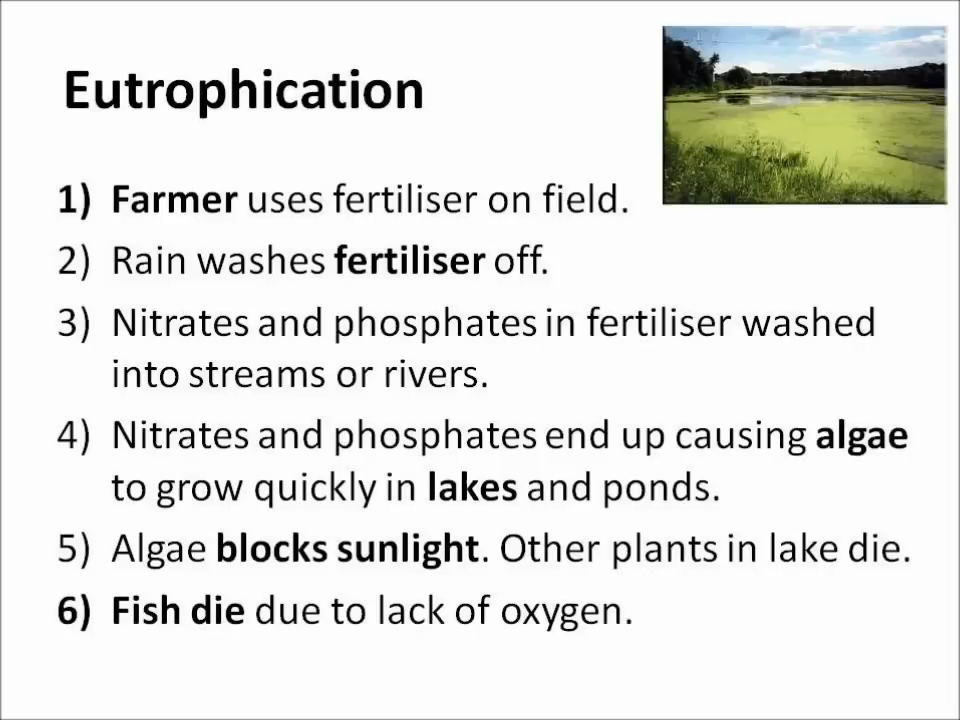 Eutrophication
1) Farmer uses fertiliser on field.
2) Rain washes fertiliser off.
3) Nitrates and phosphates in fertiliser washed
into streams or rivers.
4) Nitrates and phosphates end up causing algae
to grow quickly in lakes and ponds.
5) Algae blocks sunlight. Other plants in lake die.
6) Fish die due to lack of oxygen.